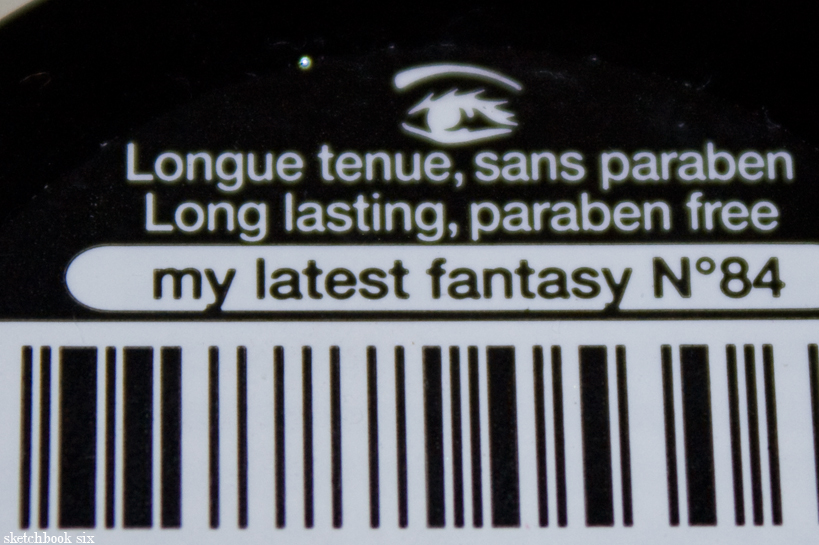 Longue tenue, sans paraben
Long lasting, paraben free
my latest fantasy N°84
sketchbook six